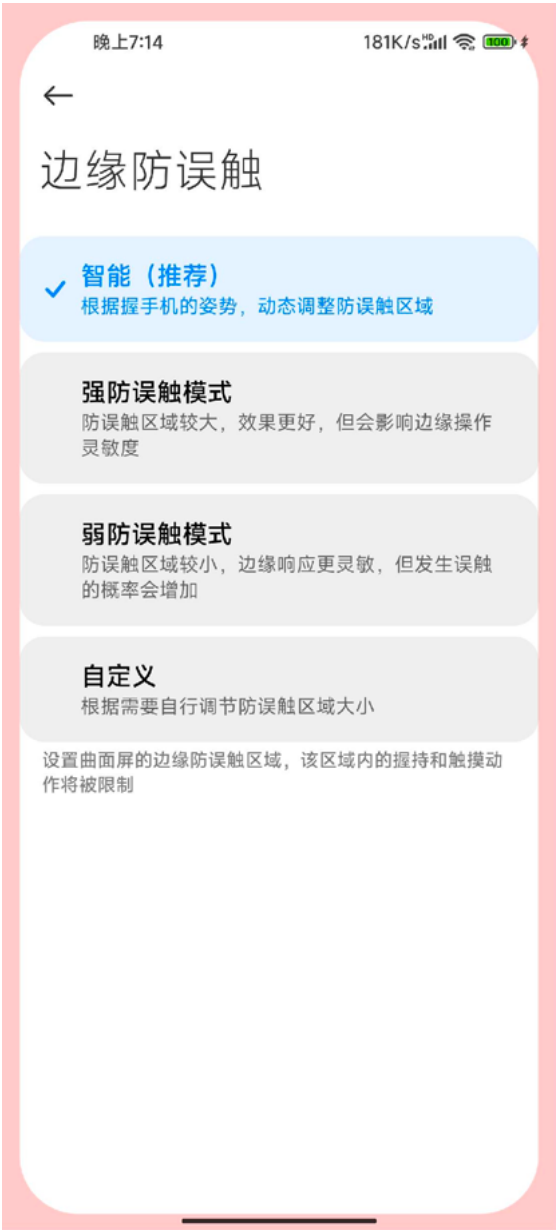 晚上7:14 181K/s HD 100
边缘防误触
智能（推荐）
根据握手机的姿势，动态调整防误触区域
强防误触模式
防误触区域较大，效果更好，但会影响边缘操作
灵敏度
弱防误触模式
防误触区域较小，边缘响应更灵敏，但发生误触
的概率会增加
自定义
根据需要自行调节防误触区域大小
设置曲面屏的边缘防误触区域，该区域内的握持和触摸动
作将被限制